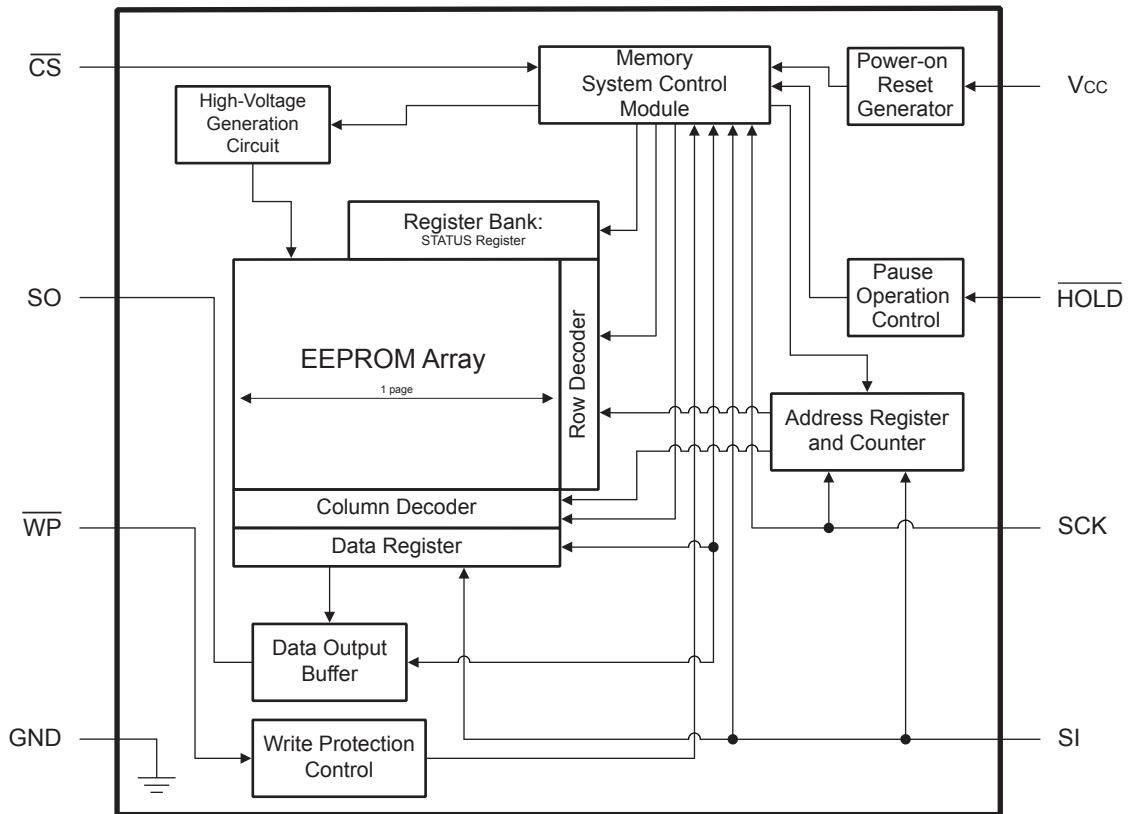 CS
Memory
System Control
Module
Power-on
Reset
Generator
VCC
High-Voltage
Generation
Circuit
Register Bank:
STATUS Register
SO
Pause
Operation
Control
HOLD
EEPROM Array
1 page
Row Decoder
Address Register
and Counter
Column Decoder
WP
SCK
Data Register
Data Output
Buffer
GND
Write Protection
Control
SI